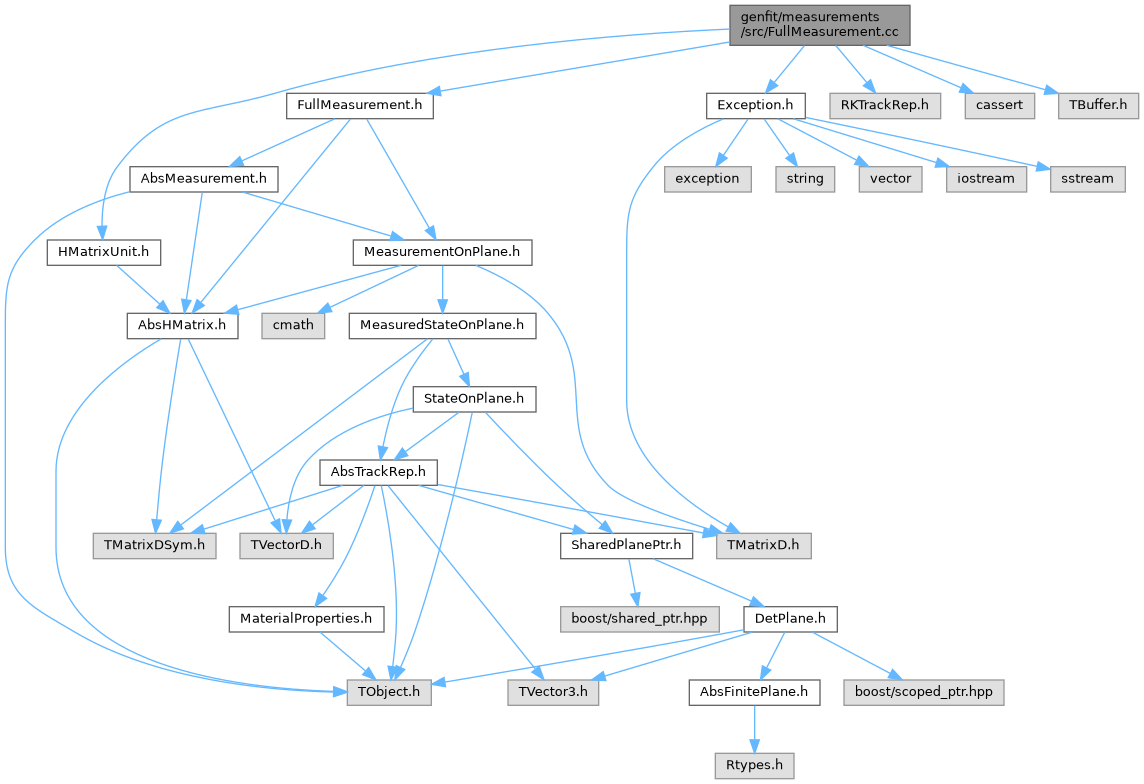 genfit/measurements
/src/FullMeasurement.cc
FullMeasurement.h
Exception.h
RKTrackRep.h
cassert
TBuffer.h
AbsMeasurement.h
exception
string
vector
iostream
sstream
HMatrixUnit.h
MeasurementOnPlane.h
AbsHMatrix.h
cmath
MeasuredStateOnPlane.h
StateOnPlane.h
AbsTrackRep.h
TMatrixDSym.h
TVectorD.h
SharedPlanePtr.h
TMatrixD.h
MaterialProperties.h
boost/shared_ptr.hpp
DetPlane.h
TObject.h
TVector3.h
AbsFinitePlane.h
boost/scoped_ptr.hpp
Rtypes.h